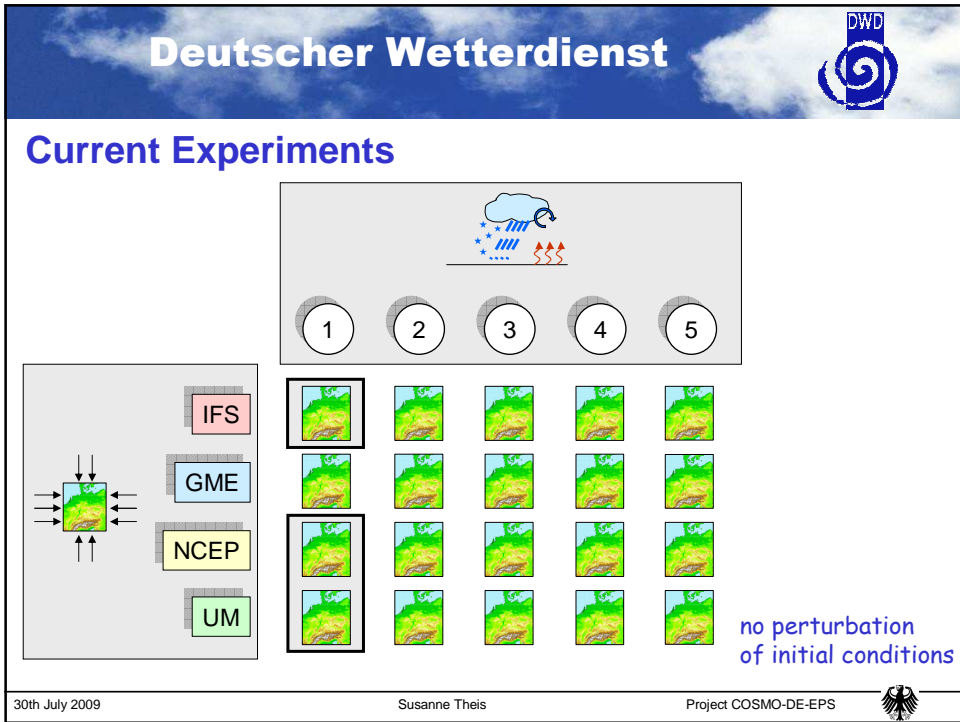 Deutscher Wetterdienst
DWD
Current Experiments
1 2 3 4 5
IFS
GME
NCEP
UM
no perturbation
of initial conditions
30th July 2009 Susanne Theis Project COSMO-DE-EPS